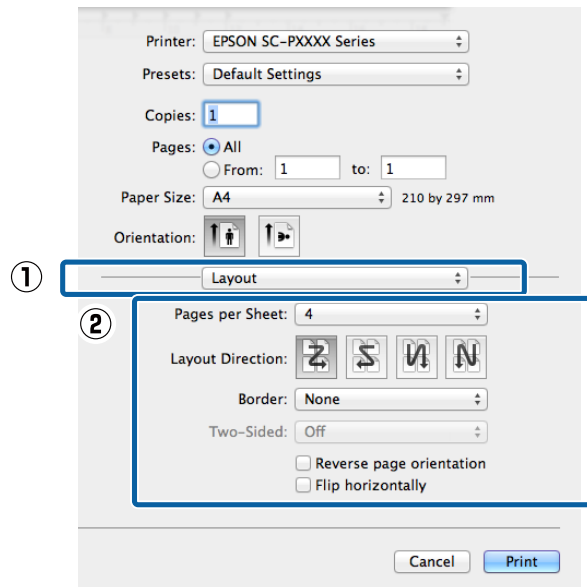 Printer: EPSON SC-PXXXX Series
Presets: Default Settings
Copies: 1
Pages: All
From: 1 to: 1
Paper Size: A4 210 by 297 mm
Orientation:
① Layout
② Pages per Sheet: 4
Layout Direction:
Border: None
Two-Sided: Off
Reverse page orientation
Flip horizontally
Cancel Print